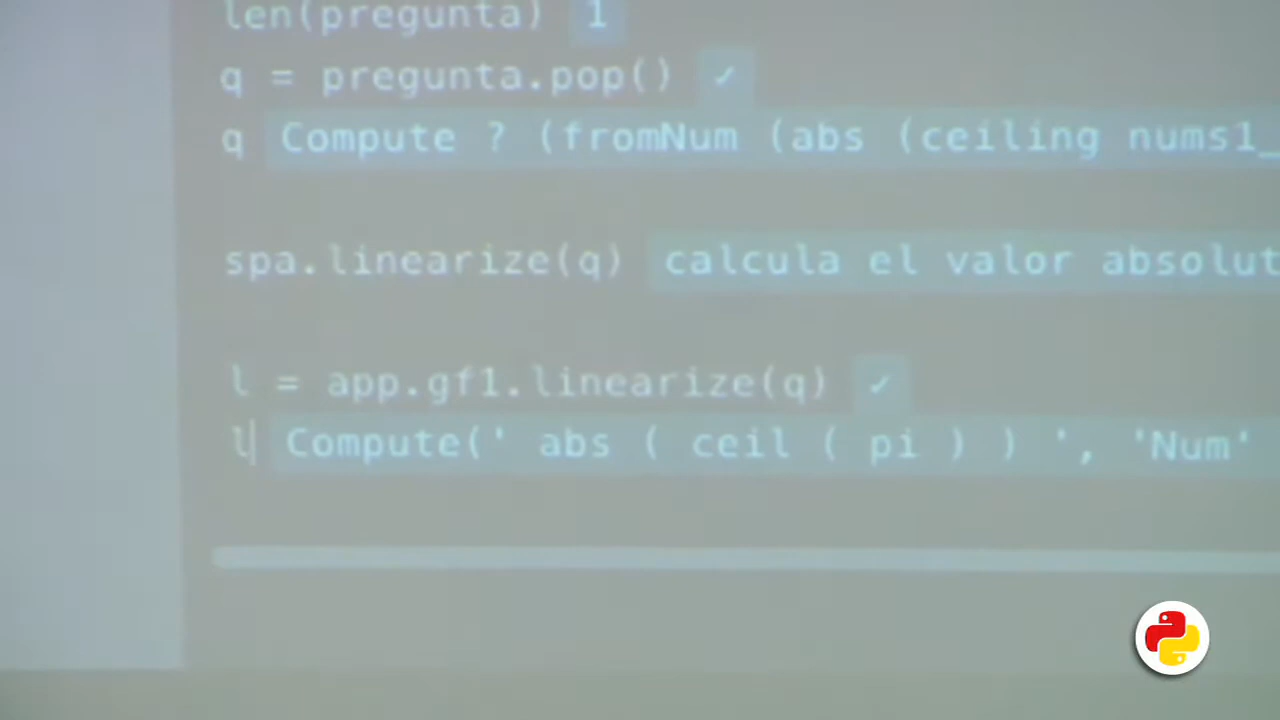 len(pregunta) 1
q = pregunta.pop() ✓
q Compute ? (fromNum (abs (ceiling nums1_
spa.linearize(q) calcula el valor absolut
l = app.gf1.linearize(q) ✓
l Compute(' abs ( ceil ( pi ) ) ', 'Num'